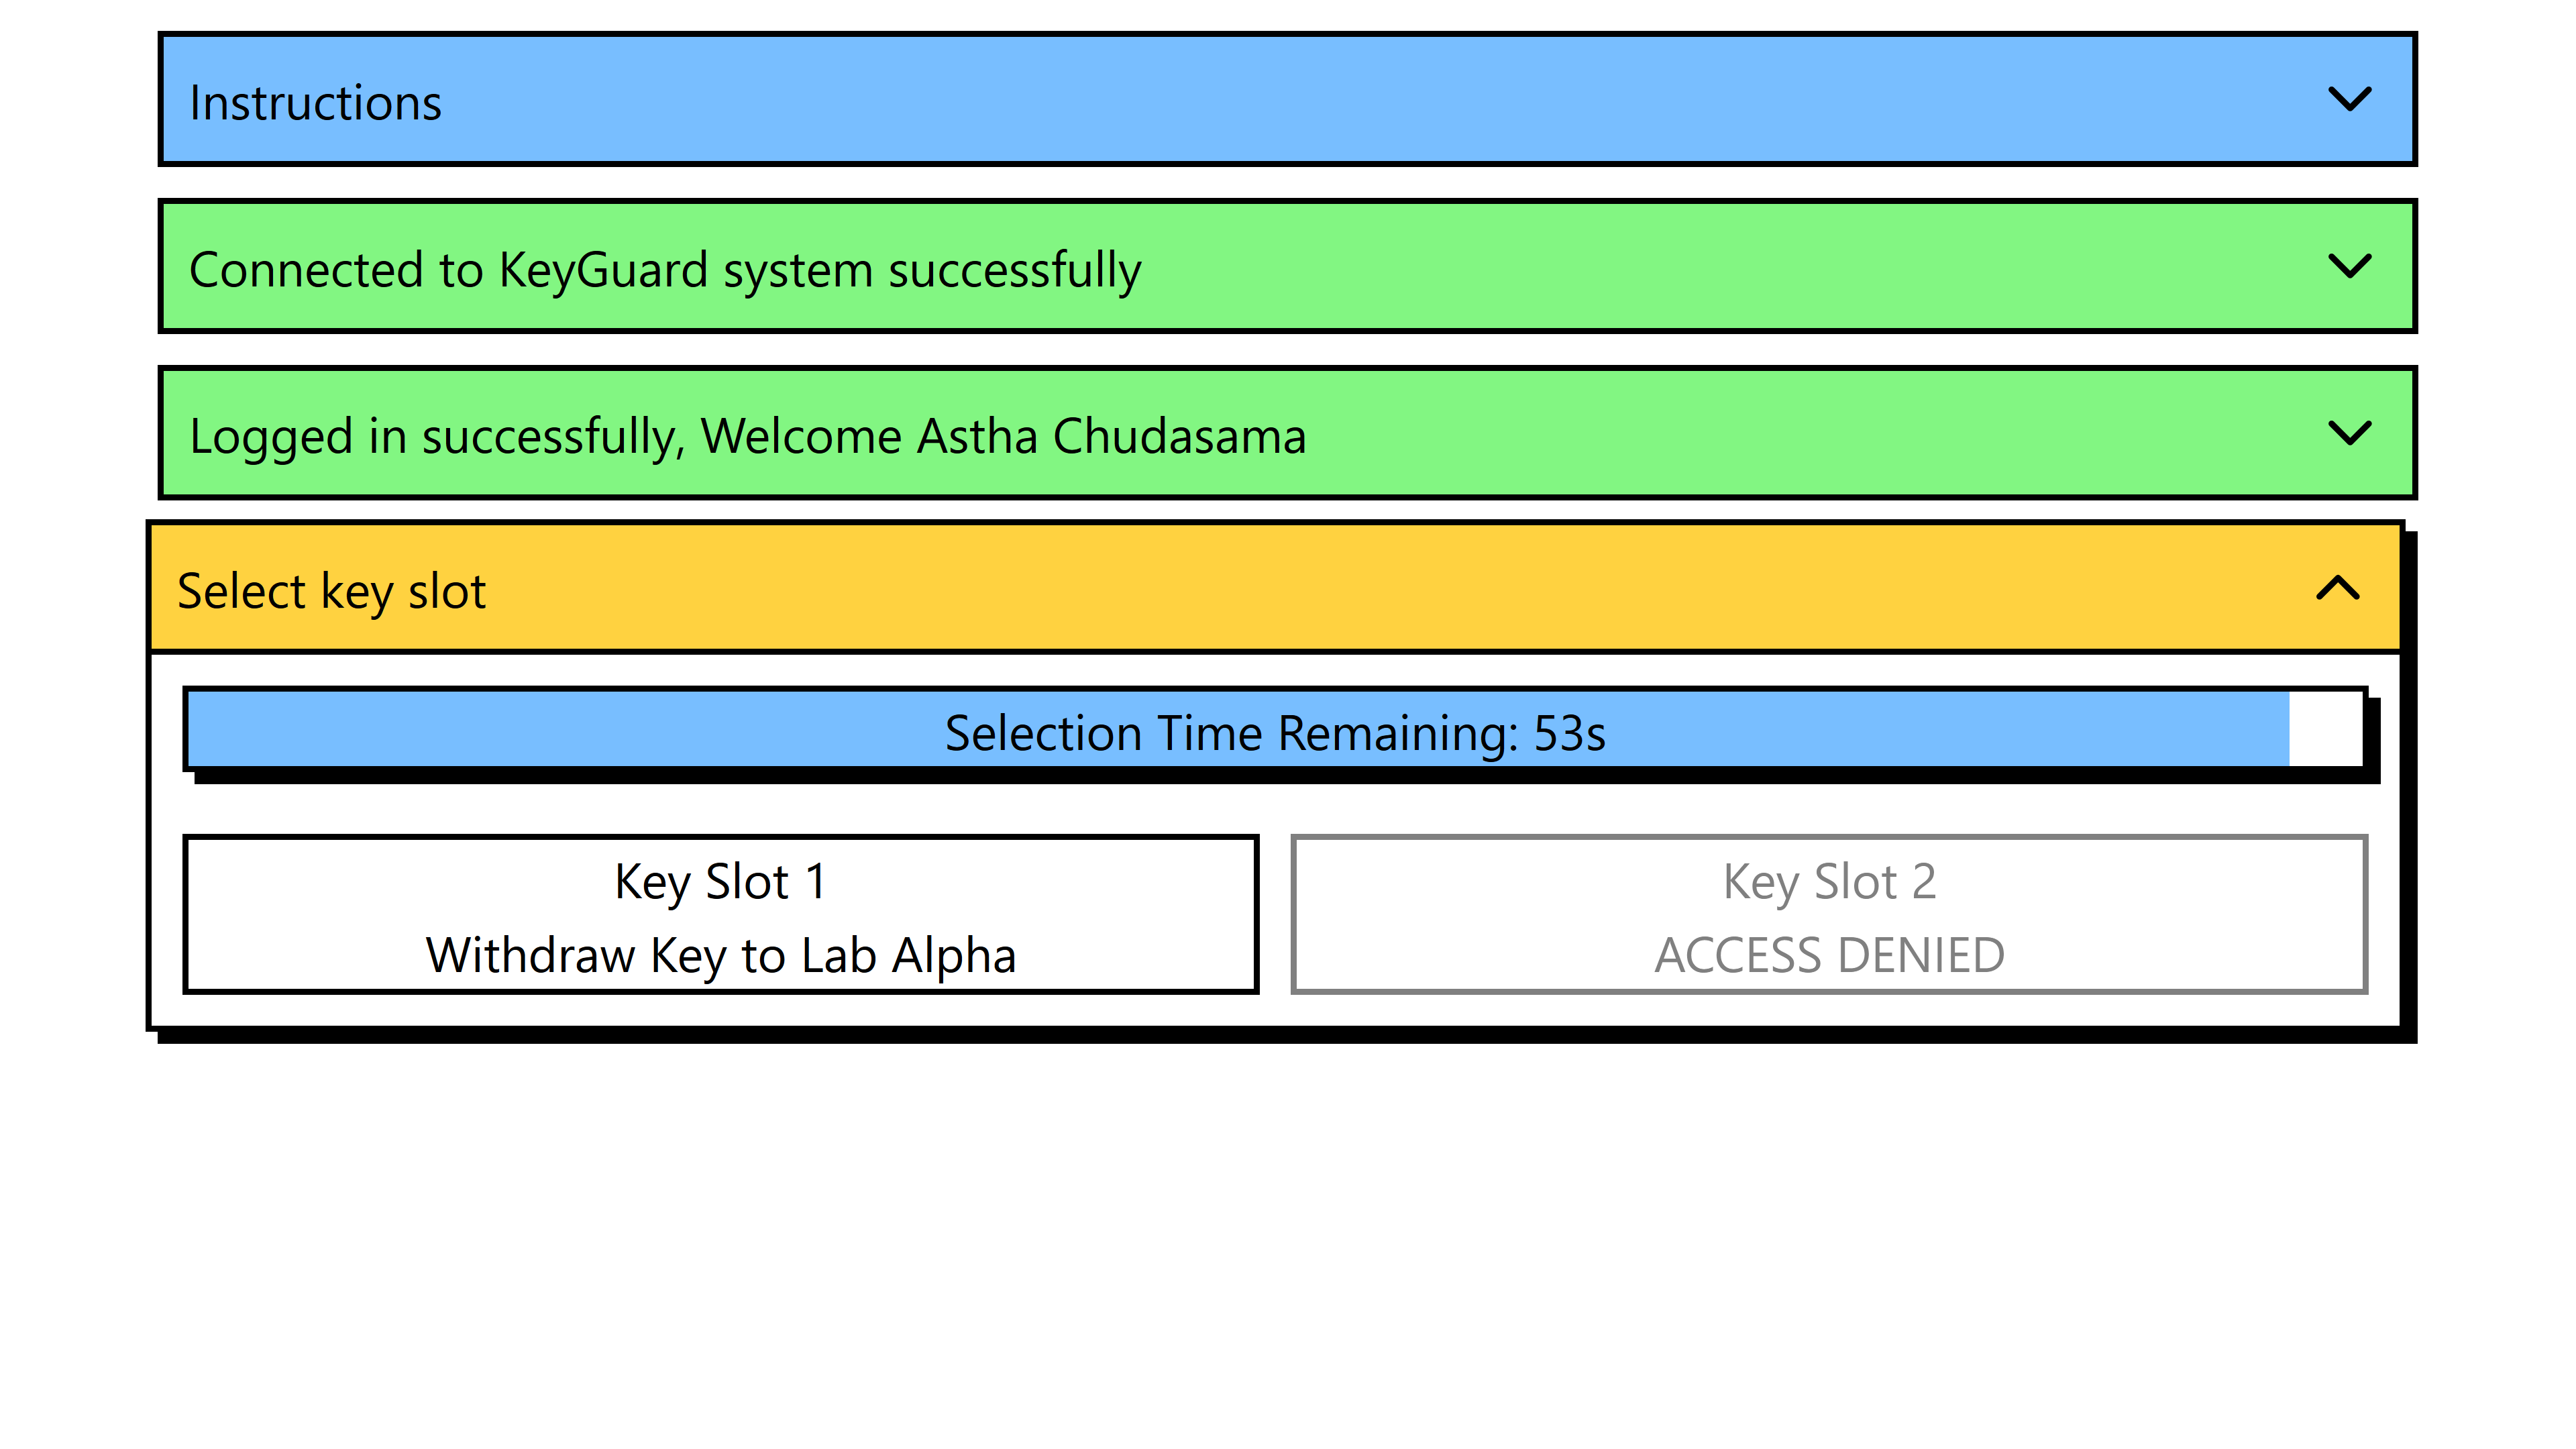 Instructions
Connected to KeyGuard system successfully
Logged in successfully, Welcome Astha Chudasama
Select key slot
Selection Time Remaining: 53s
Key Slot 1
Withdraw Key to Lab Alpha
Key Slot 2
ACCESS DENIED